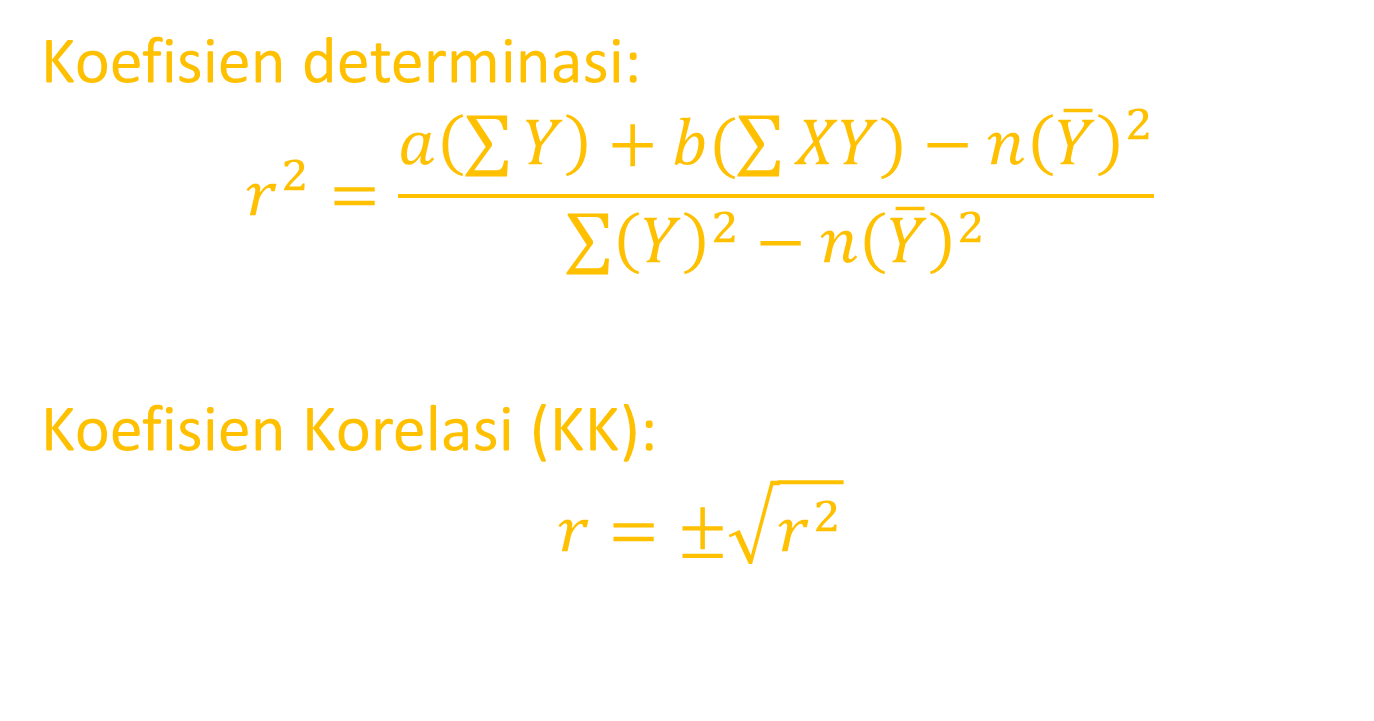 Koefisien determinasi:
𝑟² = (𝑎(∑ 𝑌) + 𝑏(∑ 𝑋𝑌) − 𝑛(𝑌̅)²) / (∑(𝑌)² − 𝑛(𝑌̅)²)
Koefisien Korelasi (KK):
𝑟 = ±√𝑟²